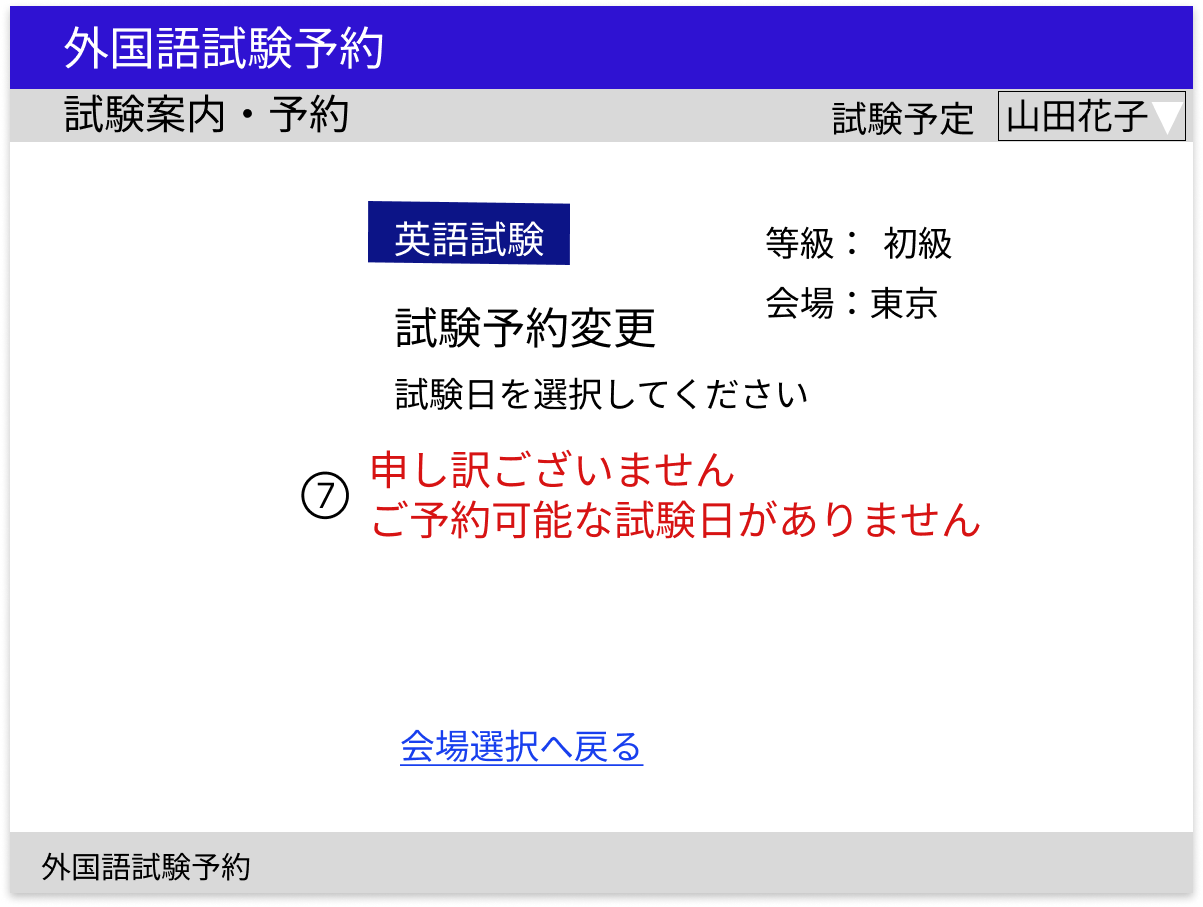 外国語試験予約
試験案内・予約
試験予定
山田花子▼
英語試験
等級： 初級
会場：東京
試験予約変更
試験日を選択してください
⑦
申し訳ございません
ご予約可能な試験日がありません
会場選択へ戻る
外国語試験予約